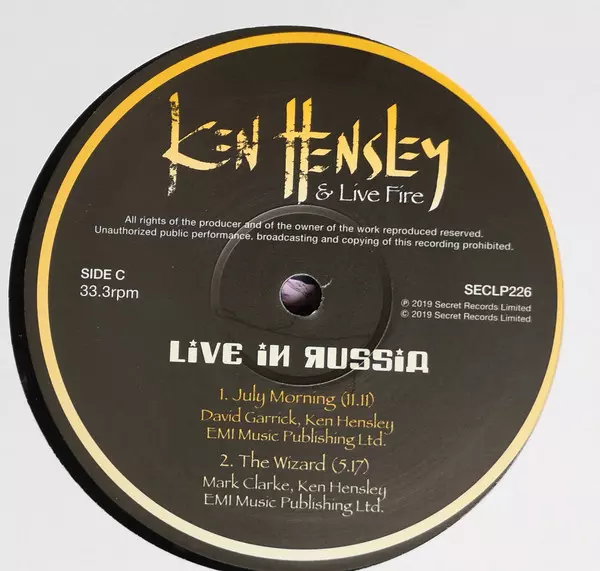 KEN HENSLEY
& Live Fire
All rights of the producer and of the owner of the work reproduced reserved.
Unauthorized public performance, broadcasting and copying of this recording prohibited.
SIDE C
33.3rpm
SECLP226
℗ 2019 Secret Records Limited
© 2019 Secret Records Limited
LiVE iИ ЯUSSiA
1. July Morning (11.11)
David Garrick, Ken Hensley
EMI Music Publishing Ltd.
2. The Wizard (5.17)
Mark Clarke, Ken Hensley
EMI Music Publishing Ltd.